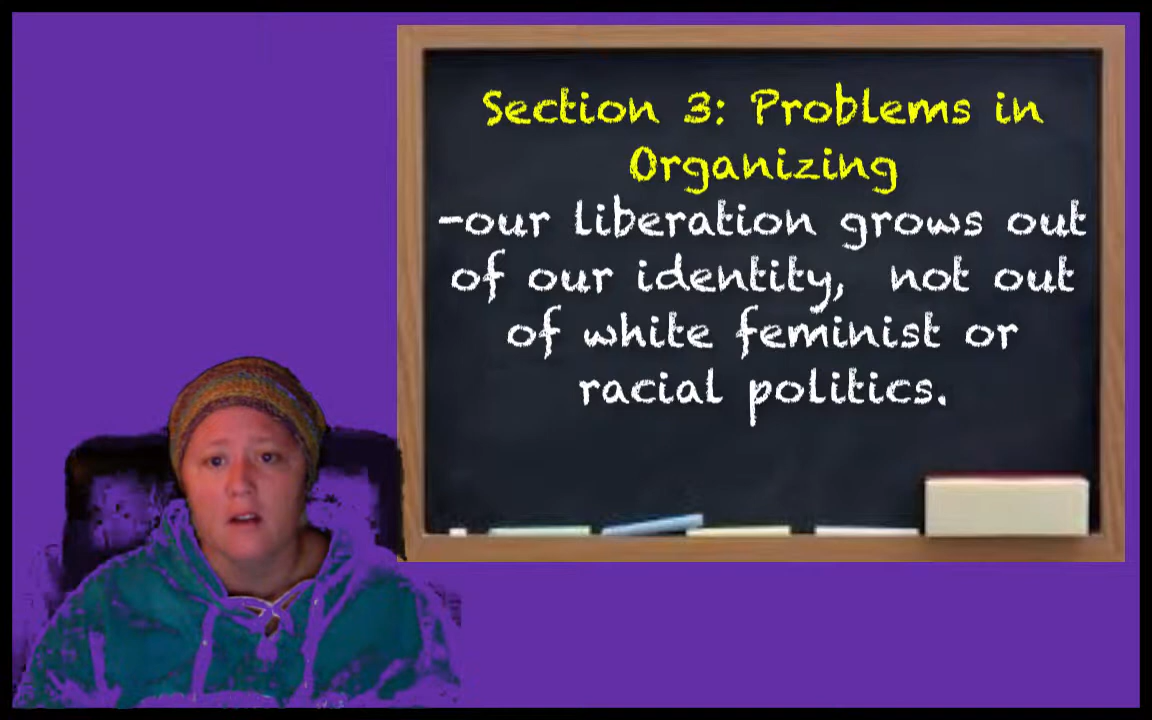 Section 3: Problems in
Organizing
-our liberation grows out
of our identity,  not out
of white feminist or
racial politics.